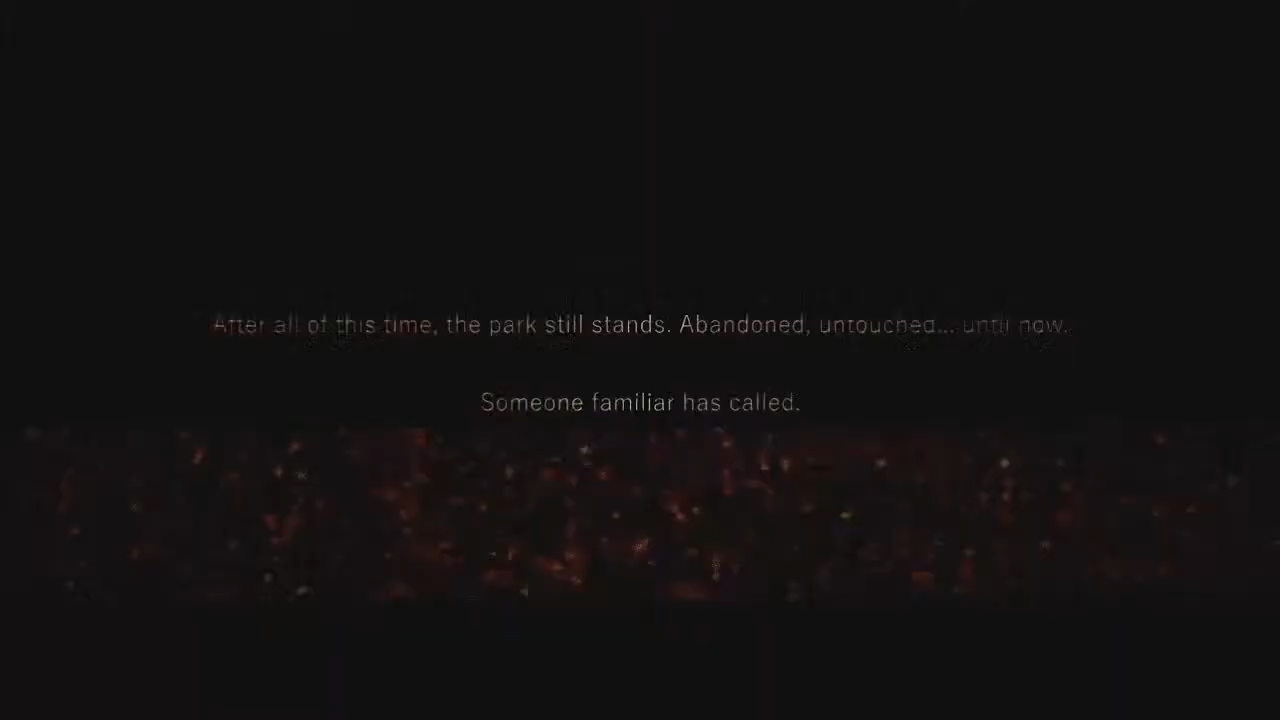 After all of this time, the park still stands. Abandoned, untouched... until now.
Someone familiar has called.